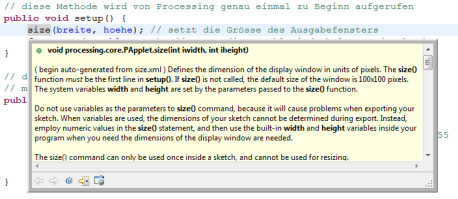 // diese Methode wird von Processing genau einmal zu Beginn aufgerufen
public void setup() {
size(breite, hoehe); // setzt die Grösse des Ausgabefensters
}
void processing.core.PApplet.size(int iwidth, int iheight)
( begin auto-generated from size.xml ) Defines the dimension of the display window in units of pixels. The size()
function must be the first line in setup(). If size() is not called, the default size of the window is 100x100 pixels.
The system variables width and height are set by the parameters passed to the size() function.
Do not use variables as the parameters to size() command, because it will cause problems when exporting your
sketch. When variables are used, the dimensions of your sketch cannot be determined during export. Instead,
employ numeric values in the size() statement, and then use the built-in width and height variables inside your
program when you need the dimensions of the display window are needed.
The size() command can only be used once inside a sketch, and cannot be used for resizing.
// d
// m
publ
55
}